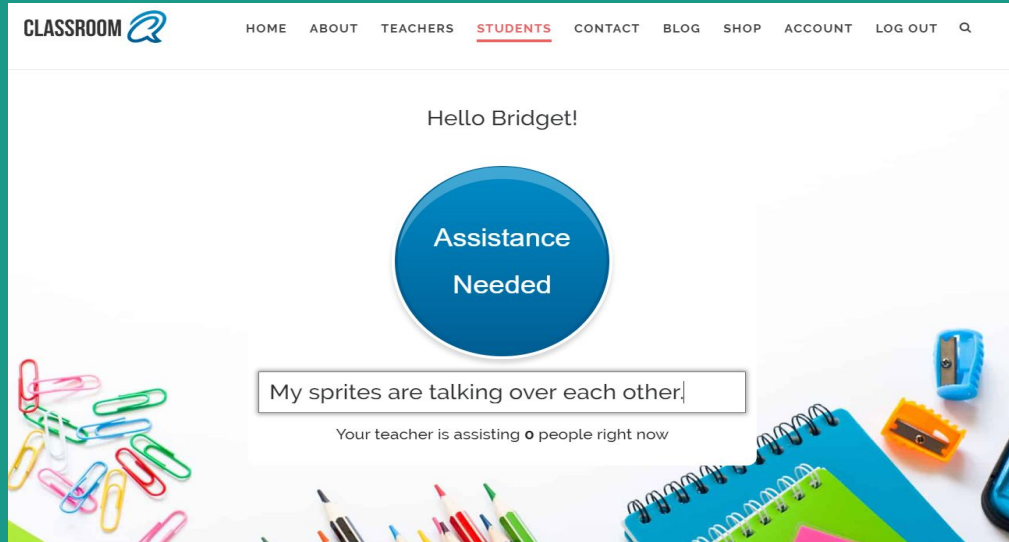 CLASSROOM Q
HOME ABOUT TEACHERS STUDENTS CONTACT BLOG SHOP ACCOUNT LOG OUT
Hello Bridget!
Assistance
Needed
My sprites are talking over each other.
Your teacher is assisting 0 people right now